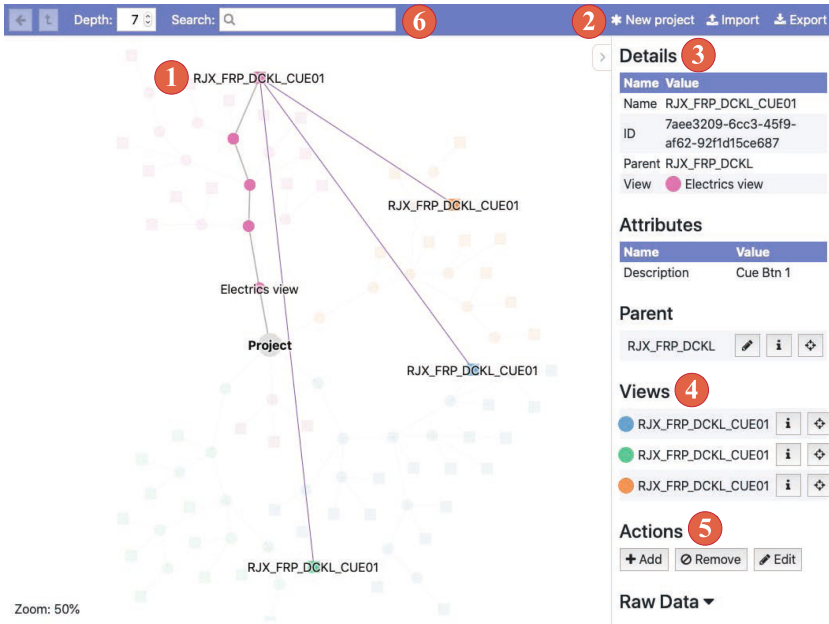 Depth: 7 Search: 6 2 New project Import Export
1 RJX_FRP_DCKL_CUE01
RJX_FRP_DCKL_CUE01
Electrics view
Project
RJX_FRP_DCKL_CUE01
RJX_FRP_DCKL_CUE01
Zoom: 50%
Details 3
Name Value
Name RJX_FRP_DCKL_CUE01
ID 7aee3209-6cc3-45f9-
af62-92f1d15ce687
Parent RJX_FRP_DCKL
View Electrics view
Attributes
Name Value
Description Cue Btn 1
Parent
RJX_FRP_DCKL i
Views 4
RJX_FRP_DCKL_CUE01 i
RJX_FRP_DCKL_CUE01 i
RJX_FRP_DCKL_CUE01 i
Actions 5
Add Remove Edit
Raw Data